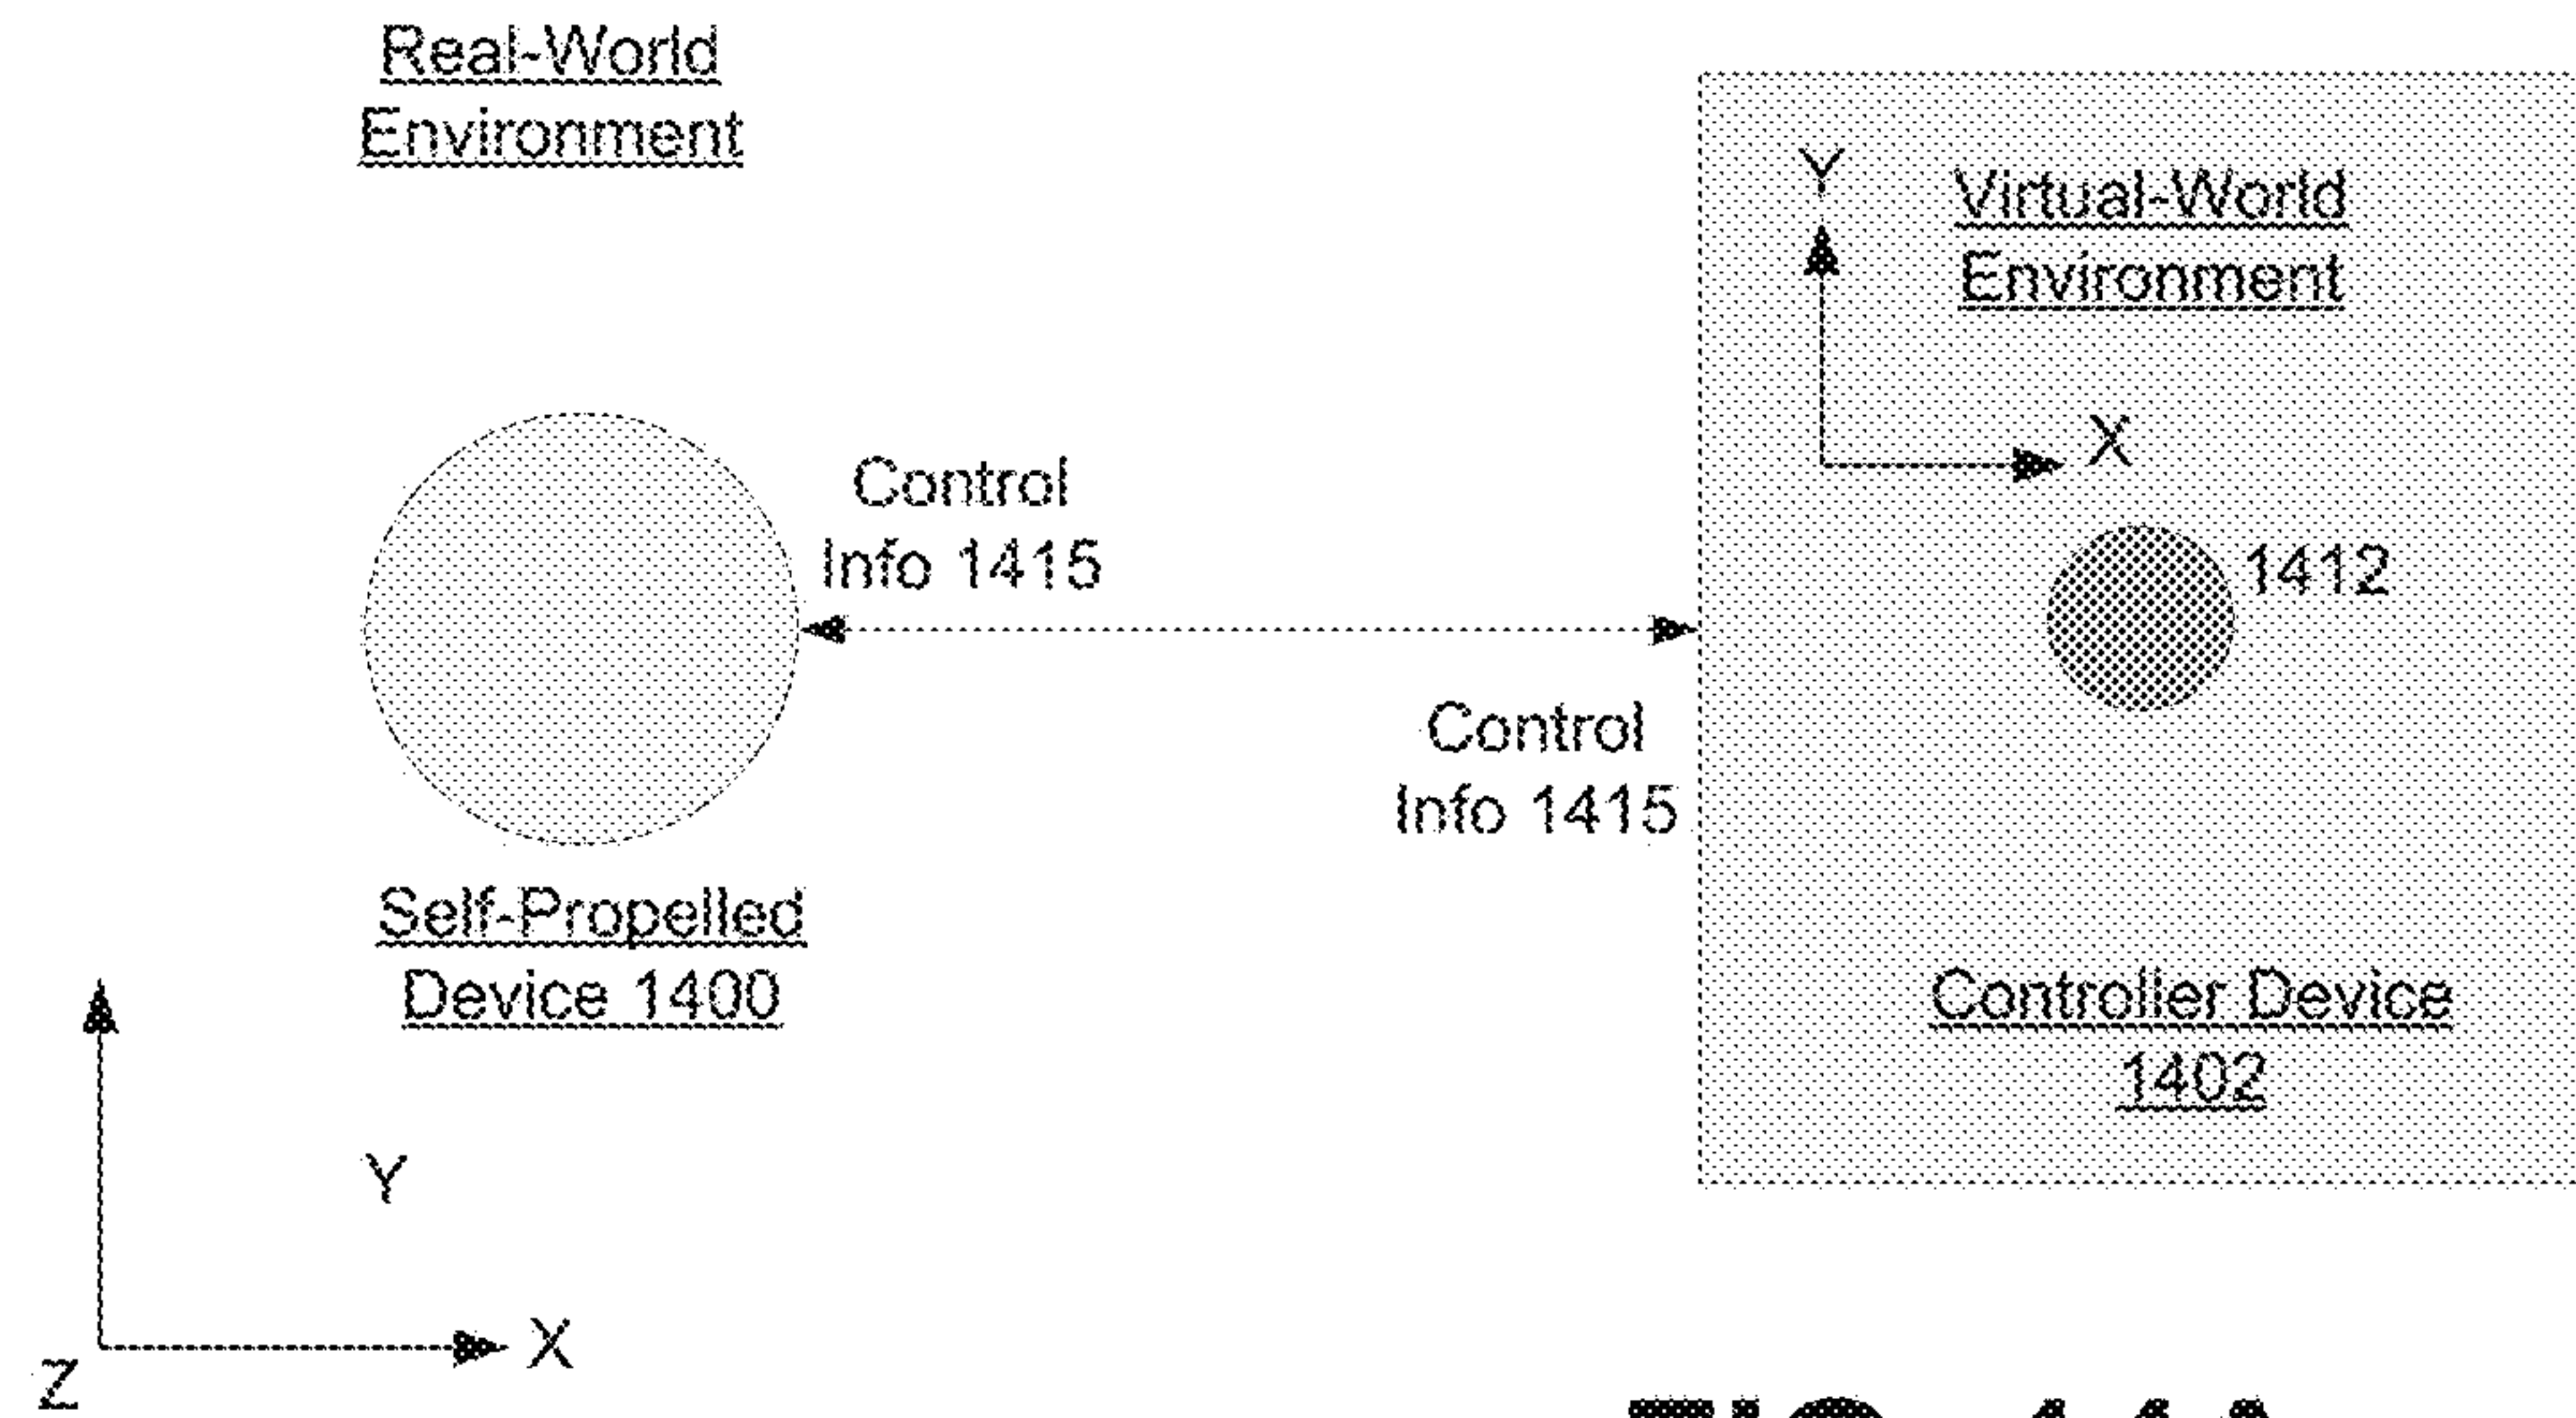 Real-World
Environment
Y
Virtual-World
Environment
X
Control
Info 1415
1412
Control
Info 1415
Self-Propelled
Device 1400
Controller Device
1402
Y
X
Z